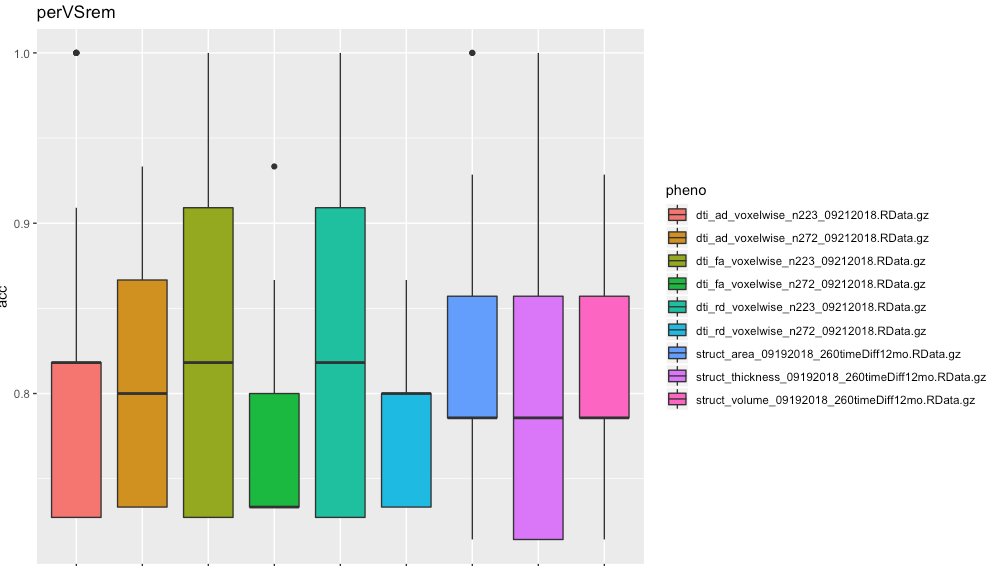 perVSrem
1.0
0.9
0.8
acc
pheno
dti_ad_voxelwise_n223_09212018.RData.gz
dti_ad_voxelwise_n272_09212018.RData.gz
dti_fa_voxelwise_n223_09212018.RData.gz
dti_fa_voxelwise_n272_09212018.RData.gz
dti_rd_voxelwise_n223_09212018.RData.gz
dti_rd_voxelwise_n272_09212018.RData.gz
struct_area_09192018_260timeDiff12mo.RData.gz
struct_thickness_09192018_260timeDiff12mo.RData.gz
struct_volume_09192018_260timeDiff12mo.RData.gz